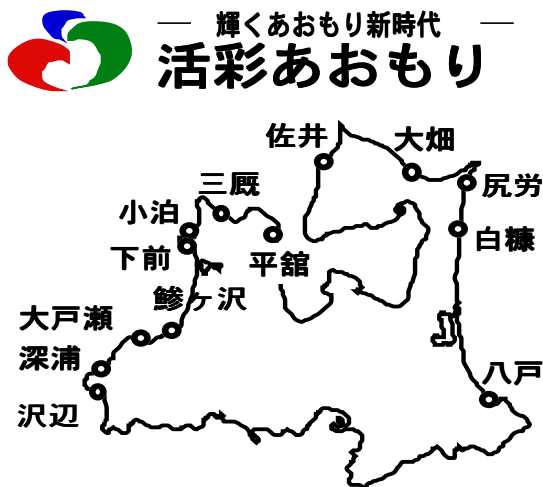 輝くあおもり新時代
活彩あおもり
佐井
大畑
三厩
尻労
小泊
白糠
下前
平舘
鰺ヶ沢
大戸瀬
深浦
八戸
沢辺